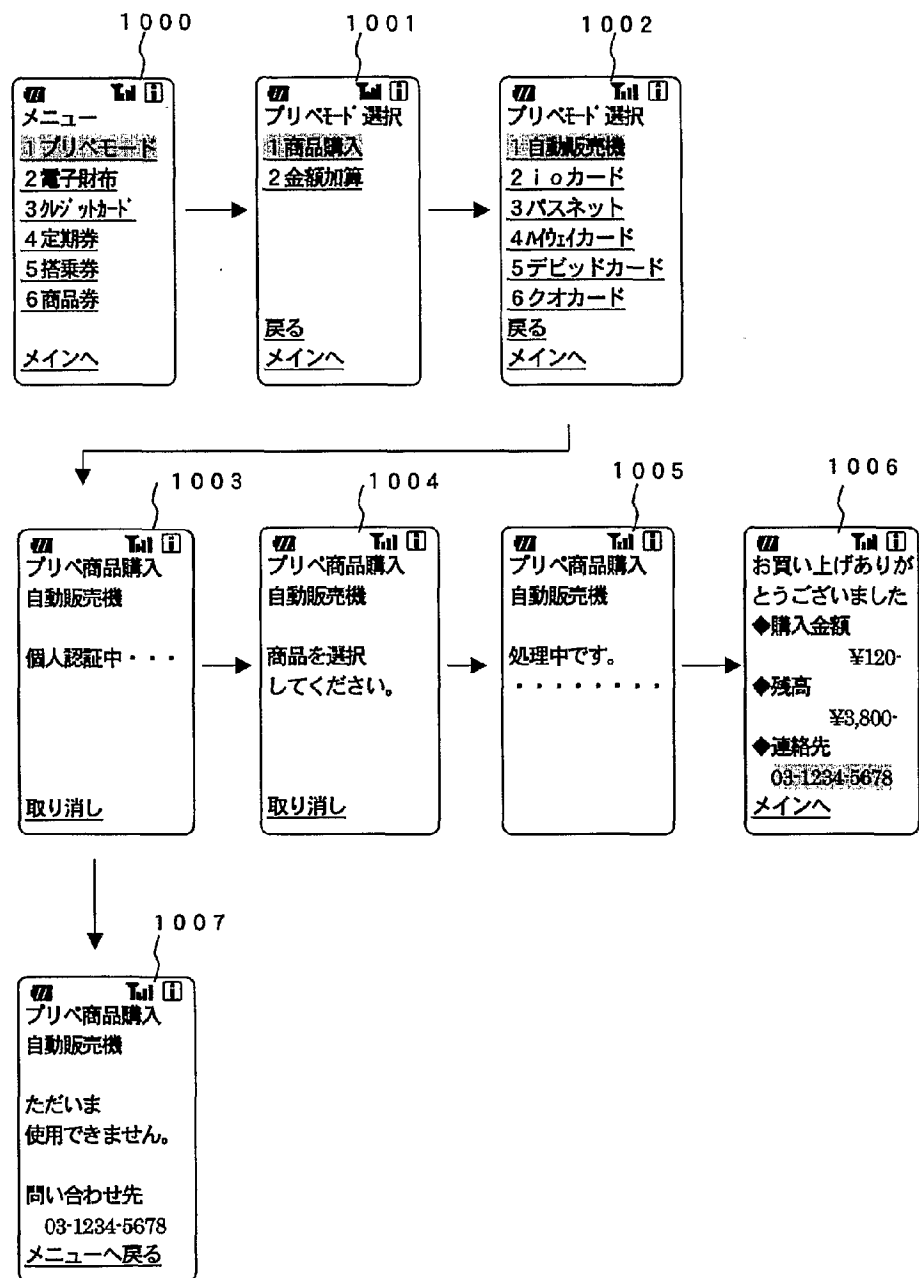 1000
メニュー
1プリペモード
2電子財布
3クレジットカード
4定期券
5搭乗券
6商品券
メインへ
1001
プリペモード選択
1商品購入
2金額加算
戻る
メインへ
1002
プリペモード選択
1自動販売機
2ioカード
3パスネット
4ハイウェイカード
5デビッドカード
6クオカード
戻る
メインへ
1003
プリペ商品購入
自動販売機
個人認証中・・・
取り消し
1004
プリペ商品購入
自動販売機
商品を選択
してください。
取り消し
1005
プリペ商品購入
自動販売機
処理中です。
・・・・・・・・
1006
お買い上げありが
とうございました
◆購入金額
¥120-
◆残高
¥3,800-
◆連絡先
03-1234-5678
メインへ
1007
プリペ商品購入
自動販売機
ただいま
使用できません。
問い合わせ先
03-1234-5678
メニューへ戻る